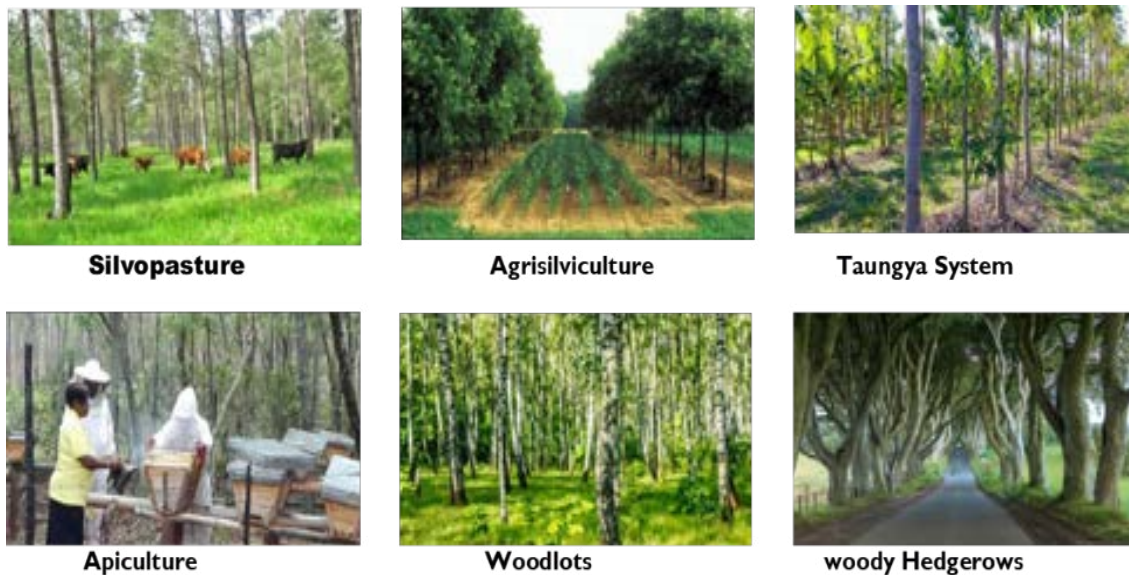 Silvopasture
Agrisilviculture
Taungya System
Apiculture
Woodlots
woody Hedgerows